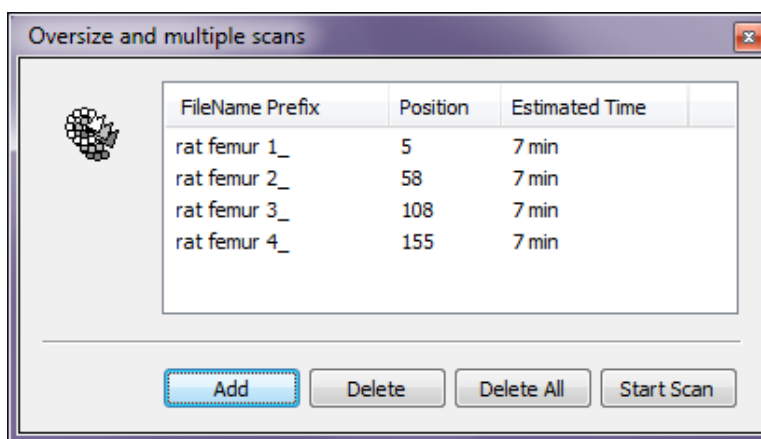 Oversize and multiple scans
FileName Prefix Position Estimated Time
rat femur 1_ 5 7 min
rat femur 2_ 58 7 min
rat femur 3_ 108 7 min
rat femur 4_ 155 7 min
Add Delete Delete All Start Scan